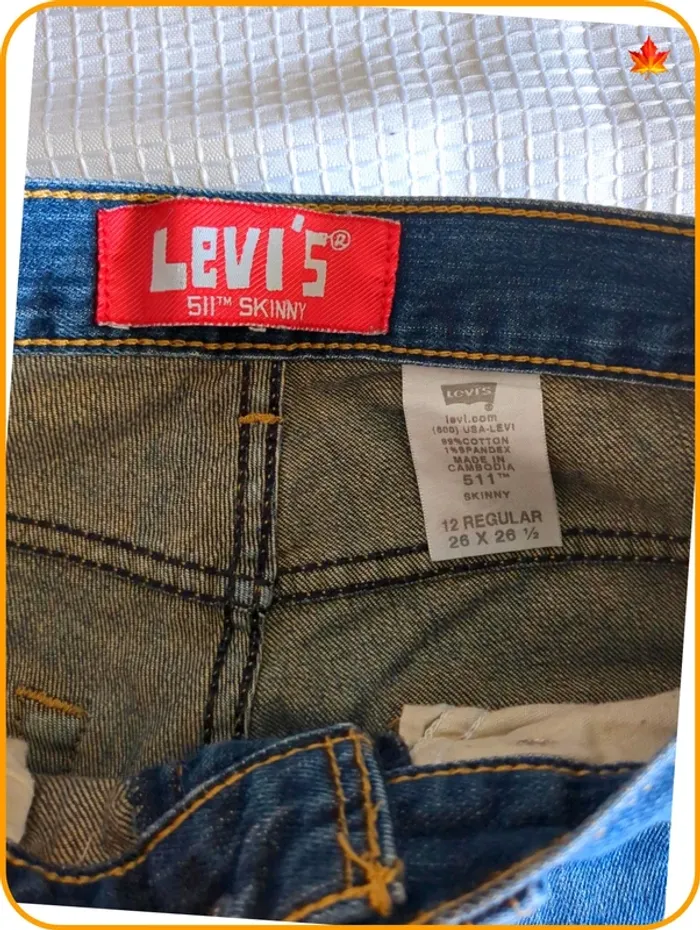 LEVI'S®
511™ SKINNY
Levi's
®
levi.com
(800) USA-LEVI
99%COTTON
1%SPANDEX
MADE IN
CAMBODIA
511™
SKINNY
12 REGULAR
26 X 26 ½